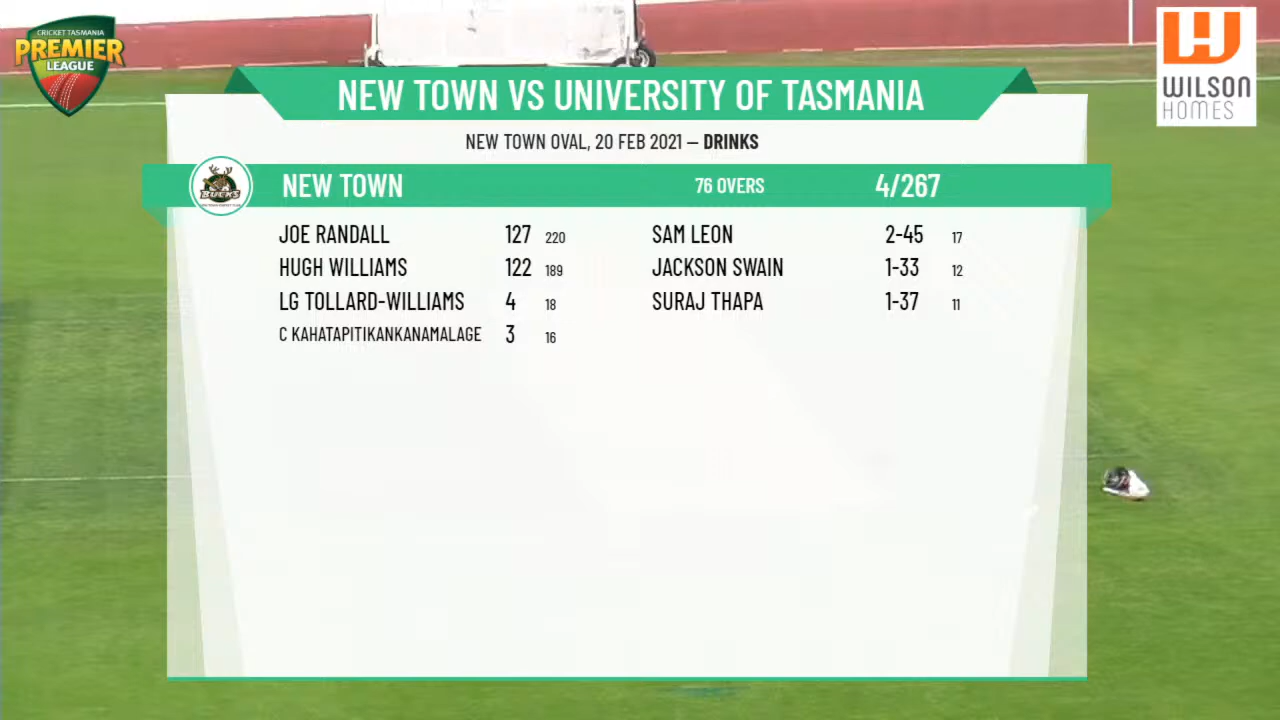 CRICKET TASMANIA
PREMIER
LEAGUE
WILSON
HOMES
NEW TOWN VS UNIVERSITY OF TASMANIA
NEW TOWN OVAL, 20 FEB 2021 – DRINKS
BUCKS
NEW TOWN 76 OVERS 4/267
JOE RANDALL 127 220 SAM LEON 2-45 17
HUGH WILLIAMS 122 189 JACKSON SWAIN 1-33 12
LG TOLLARD-WILLIAMS 4 18 SURAJ THAPA 1-37 11
C KAHATAPITIKANKANAMALAGE 3 16